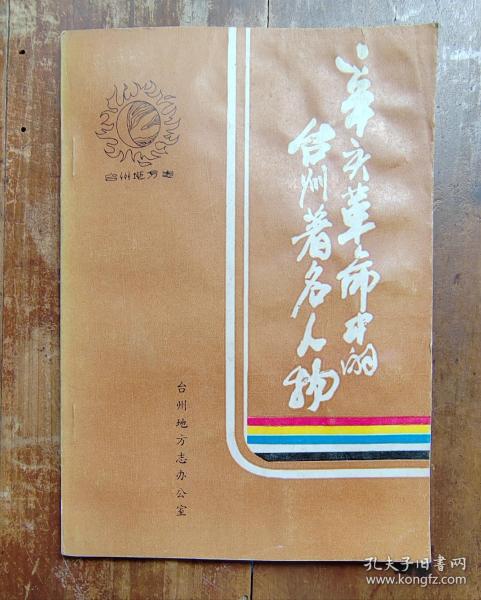 辛亥革命中的
台州著名人物
台州地方志
台州地方志办公室
孔夫子旧书网
www.kongfz.com